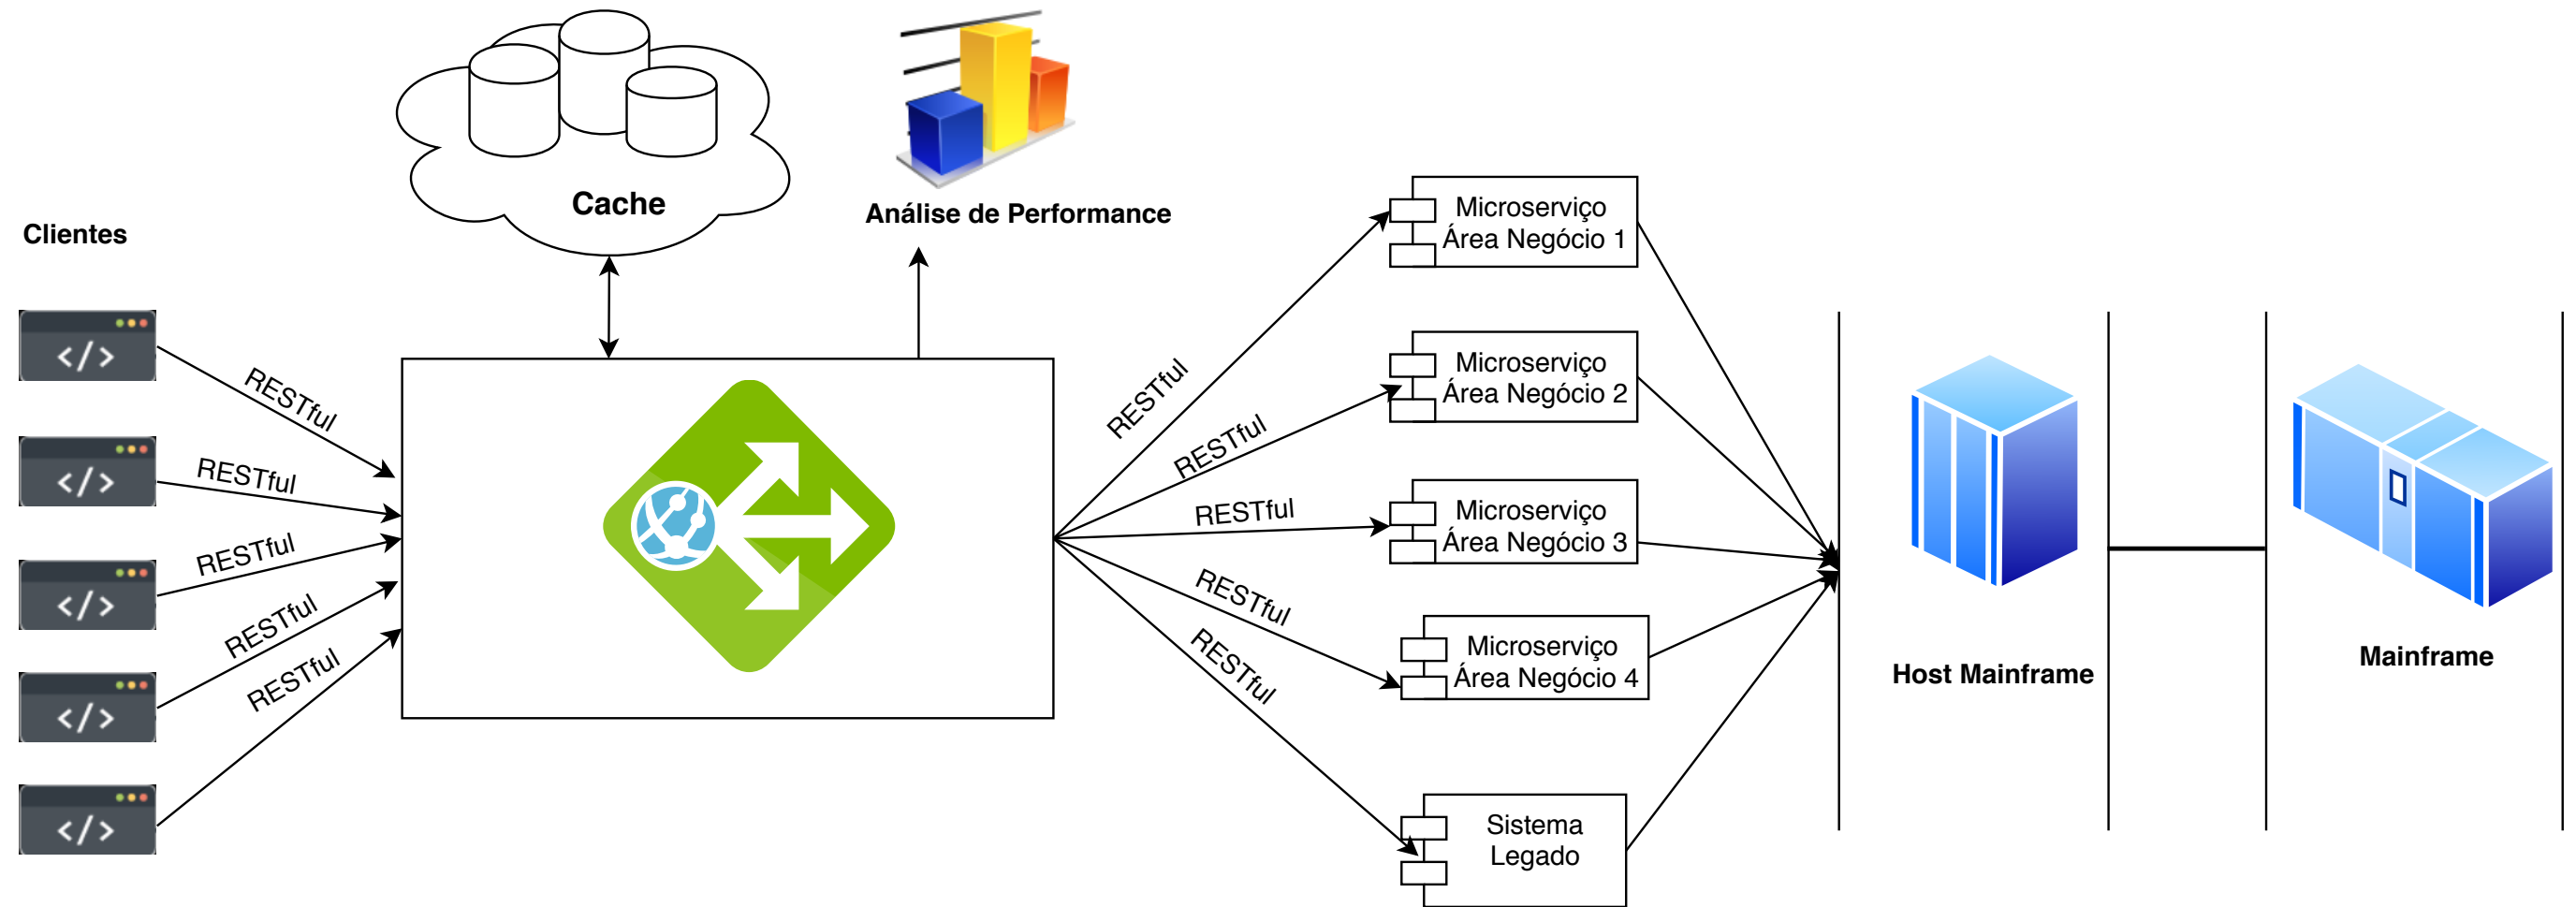 Cache
Análise de Performance
Clientes
</>
</>
</>
</>
</>
RESTful
RESTful
RESTful
RESTful
RESTful
RESTful
RESTful
RESTful
RESTful
RESTful
Microserviço
Área Negócio 1
Microserviço
Área Negócio 2
Microserviço
Área Negócio 3
Microserviço
Área Negócio 4
Sistema
Legado
Host Mainframe
Mainframe